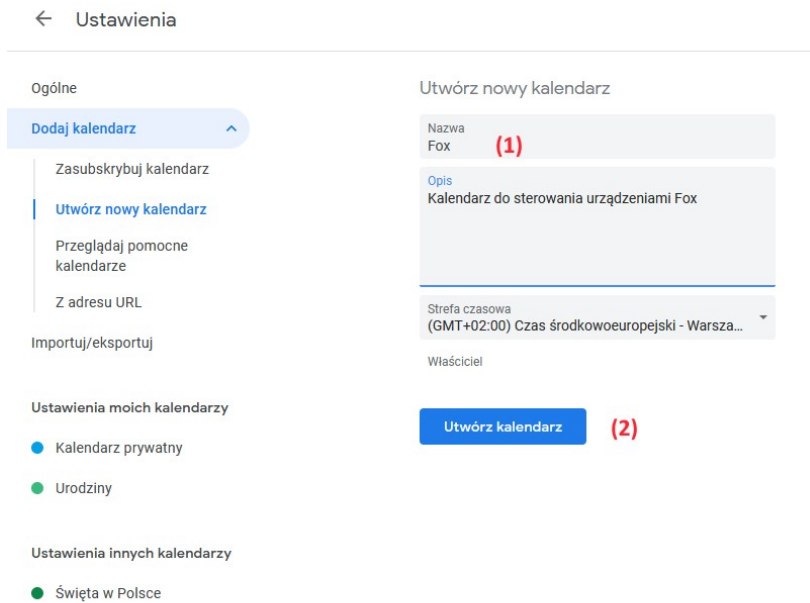 Ustawienia
Ogólne
Dodaj kalendarz
Zasubskrybuj kalendarz
Utwórz nowy kalendarz
Przeglądaj pomocne
kalendarze
Z adresu URL
Importuj/eksportuj
Ustawienia moich kalendarzy
Kalendarz prywatny
Urodziny
Ustawienia innych kalendarzy
Święta w Polsce
Utwórz nowy kalendarz
Nazwa
Fox (1)
Opis
Kalendarz do sterowania urządzeniami Fox
Strefa czasowa
(GMT+02:00) Czas środkowoeuropejski - Warsza...
Właściciel
Utwórz kalendarz (2)